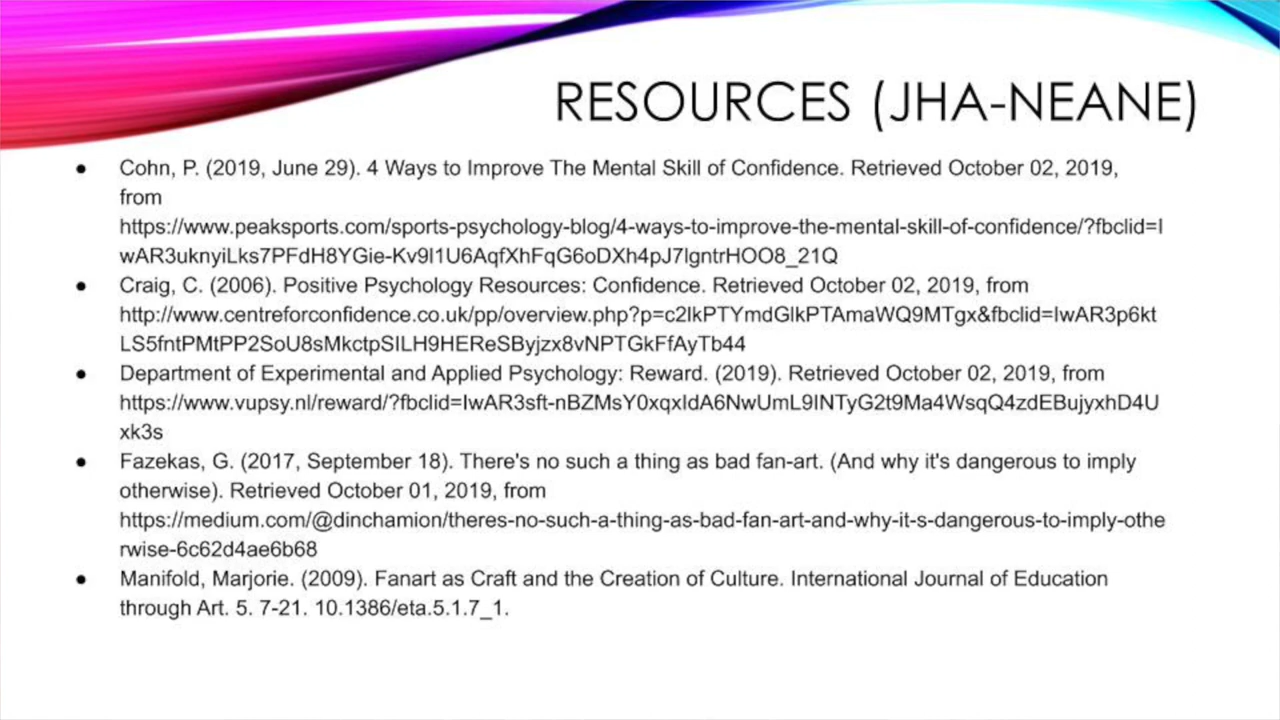 RESOURCES (JHA-NEANE)
● Cohn, P. (2019, June 29). 4 Ways to Improve The Mental Skill of Confidence. Retrieved October 02, 2019,
from
https://www.peaksports.com/sports-psychology-blog/4-ways-to-improve-the-mental-skill-of-confidence/?fbclid=I
wAR3uknyiLks7PFdH8YGie-Kv9l1U6AqfXhFqG6oDXh4pJ7lgntrHOO8_21Q
● Craig, C. (2006). Positive Psychology Resources: Confidence. Retrieved October 02, 2019, from
http://www.centreforconfidence.co.uk/pp/overview.php?p=c2lkPTYmdGlkPTAmaWQ9MTgx&fbclid=IwAR3p6kt
LS5fntPMtPP2SoU8sMkctpSILH9HEReSByjzx8vNPTGkFfAyTb44
● Department of Experimental and Applied Psychology: Reward. (2019). Retrieved October 02, 2019, from
https://www.vupsy.nl/reward/?fbclid=IwAR3sft-nBZMsY0xqxIdA6NwUmL9INTyG2t9Ma4WsqQ4zdEBujyxhD4U
xk3s
● Fazekas, G. (2017, September 18). There's no such a thing as bad fan-art. (And why it's dangerous to imply
otherwise). Retrieved October 01, 2019, from
https://medium.com/@dinchamion/theres-no-such-a-thing-as-bad-fan-art-and-why-it-s-dangerous-to-imply-othe
rwise-6c62d4ae6b68
● Manifold, Marjorie. (2009). Fanart as Craft and the Creation of Culture. International Journal of Education
through Art. 5. 7-21. 10.1386/eta.5.1.7_1.